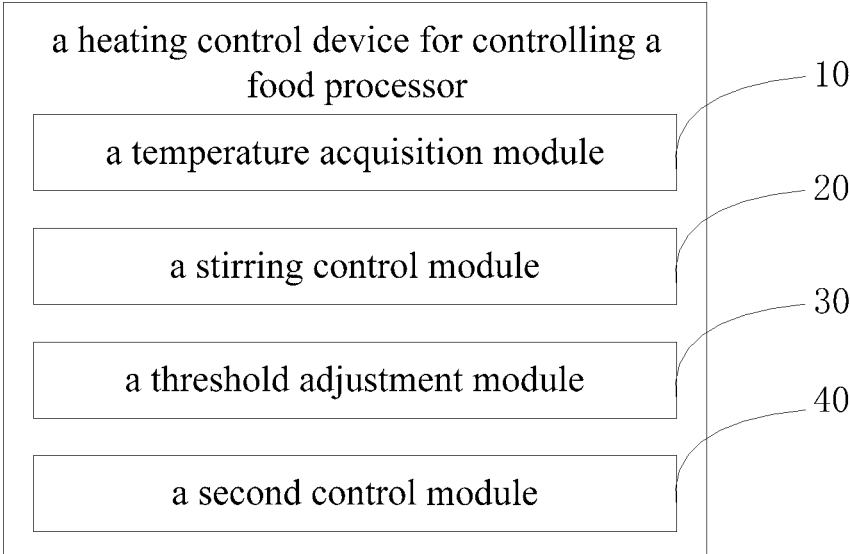 a heating control device for controlling a
food processor
10
a temperature acquisition module
20
a stirring control module
30
a threshold adjustment module
40
a second control module